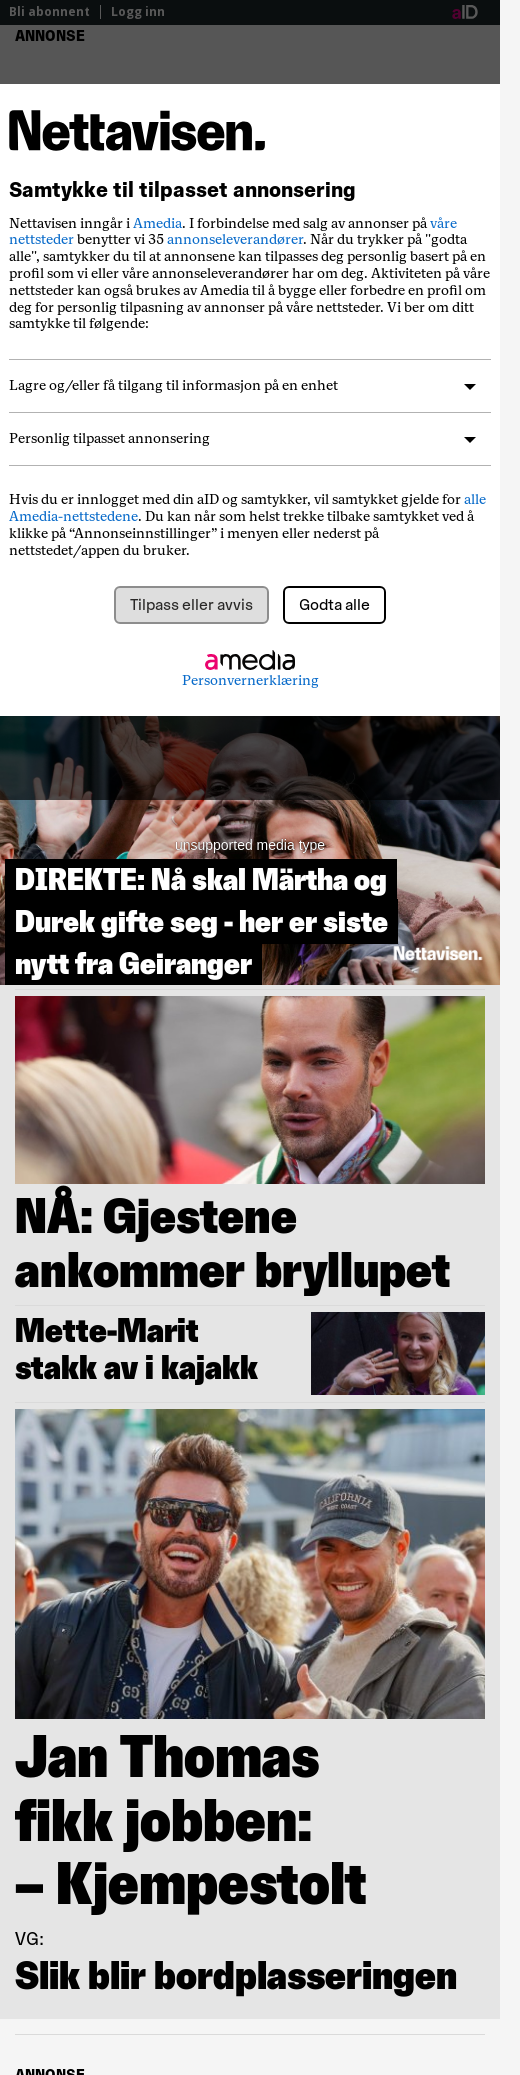 Bli abonnent | Logg inn
aID
ANNONSE
Nettavisen.
Samtykke til tilpasset annonsering
Nettavisen inngår i Amedia. I forbindelse med salg av annonser på våre
nettsteder benytter vi 35 annonseleverandører. Når du trykker på "godta
alle", samtykker du til at annonsene kan tilpasses deg personlig basert på en
profil som vi eller våre annonseleverandører har om deg. Aktiviteten på våre
nettsteder kan også brukes av Amedia til å bygge eller forbedre en profil om
deg for personlig tilpasning av annonser på våre nettsteder. Vi ber om ditt
samtykke til følgende:
Lagre og/eller få tilgang til informasjon på en enhet
Personlig tilpasset annonsering
Hvis du er innlogget med din aID og samtykker, vil samtykket gjelde for alle
Amedia-nettstedene. Du kan når som helst trekke tilbake samtykket ved å
klikke på “Annonseinnstillinger” i menyen eller nederst på
nettstedet/appen du bruker.
Tilpass eller avvis
Godta alle
amedia
Personvernerklæring
unsupported media type
DIREKTE: Nå skal Märtha og
Durek gifte seg - her er siste
nytt fra Geiranger
Nettavisen.
NÅ: Gjestene
ankommer bryllupet
Mette-Marit
stakk av i kajakk
CALIFORNIA
WEST COAST
Jan Thomas
fikk jobben:
– Kjempestolt
VG:
Slik blir bordplasseringen
ANNONSE